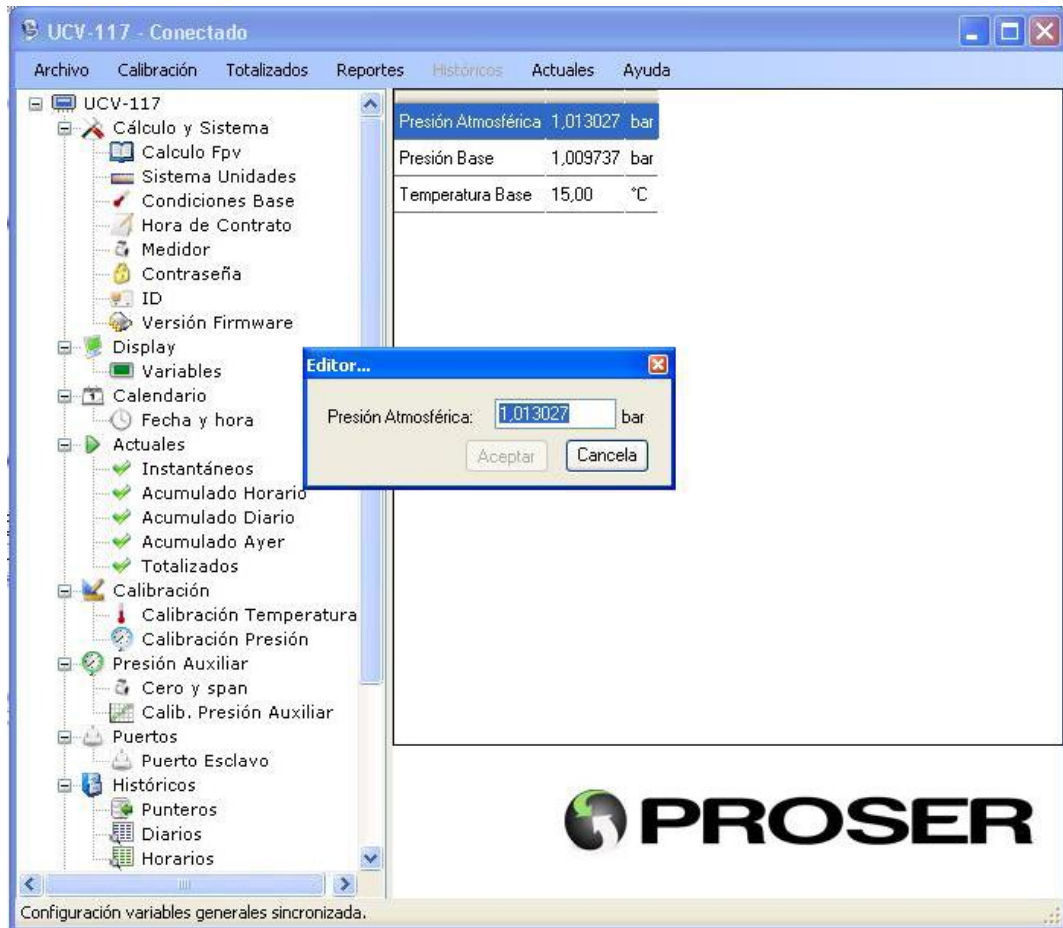 UCV-117 - Conectado
Archivo Calibración Totalizados Reportes Históricos Actuales Ayuda
UCV-117
Cálculo y Sistema
Calculo Fpv
Sistema Unidades
Condiciones Base
Hora de Contrato
Medidor
Contraseña
ID
Versión Firmware
Display
Variables
Calendario
Fecha y hora
Actuales
Instantáneos
Acumulado Horario
Acumulado Diario
Acumulado Ayer
Totalizados
Calibración
Calibración Temperatura
Calibración Presión
Presión Auxiliar
Cero y span
Calib. Presión Auxiliar
Puertos
Puerto Esclavo
Históricos
Punteros
Diarios
Horarios
Presión Atmosférica 1,013027 bar
Presión Base 1,009737 bar
Temperatura Base 15,00 °C
Editor...
Presión Atmosférica: 1,013027 bar
Aceptar Cancela
PROSER
Configuración variables generales sincronizada.